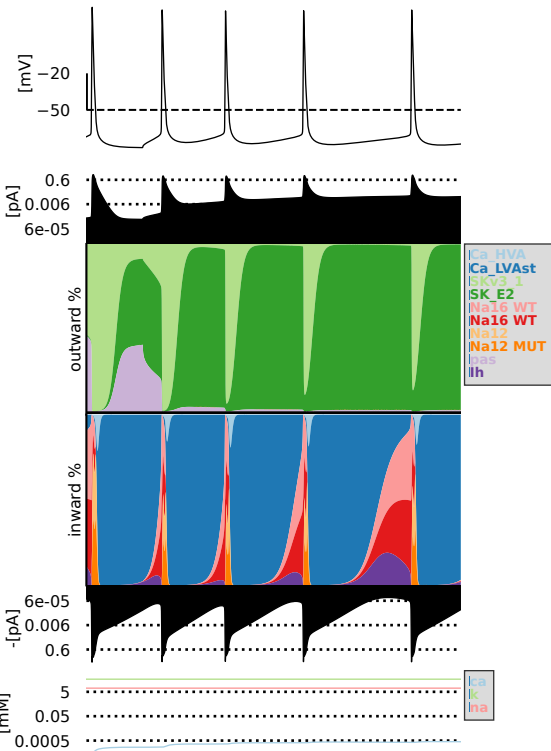 [mV]
−20
−50
[pA]
0.6
0.006
6e-05
outward %
Ca_HVA
Ca_LVAst
SKv3_1
SK_E2
Na16 WT
Na16 WT
Na12
Na12 MUT
pas
Ih
inward %
-[pA]
6e-05
0.006
0.6
[mM]
5
0.05
0.0005
ca
k
na